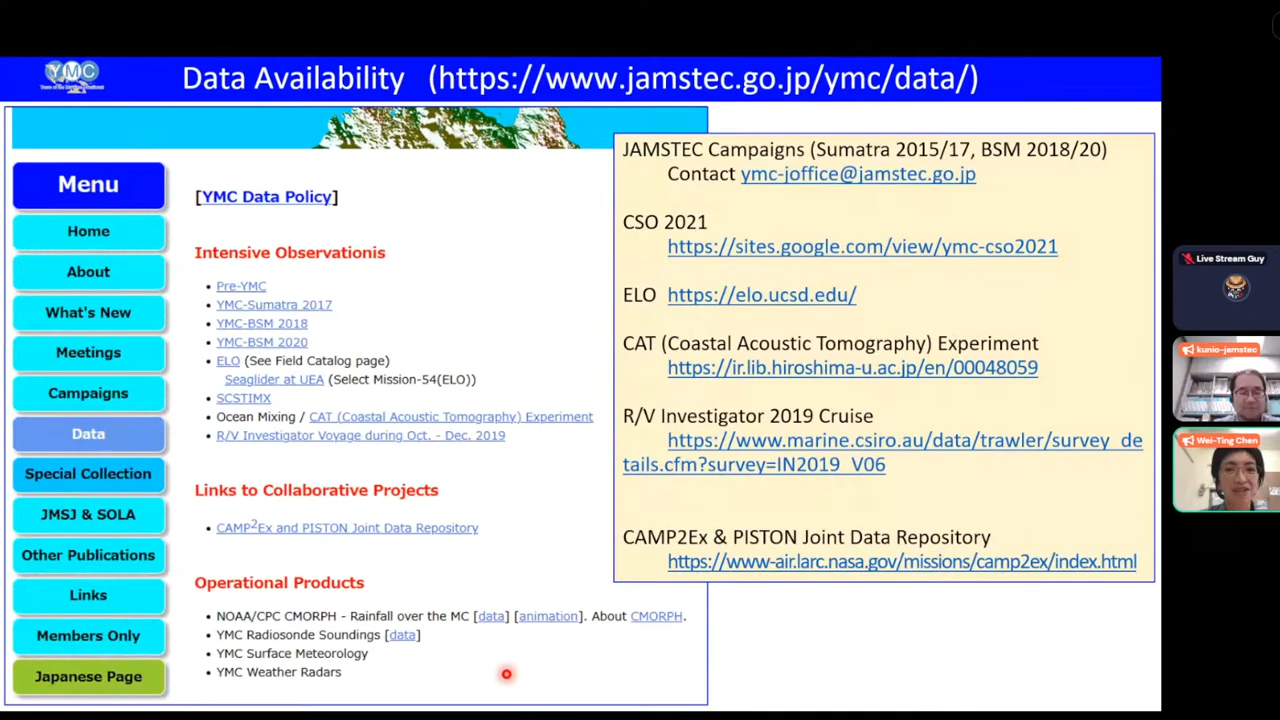 YMC
Data Availability (https://www.jamstec.go.jp/ymc/data/)
Menu
Home
About
What's New
Meetings
Campaigns
Data
Special Collection
JMSJ & SOLA
Other Publications
Links
Members Only
Japanese Page
[YMC Data Policy]
Intensive Observationis
• Pre-YMC
• YMC-Sumatra 2017
• YMC-BSM 2018
• YMC-BSM 2020
• ELO (See Field Catalog page)
Seaglider at UEA (Select Mission-54(ELO))
• SCSTIMX
• Ocean Mixing / CAT (Coastal Acoustic Tomography) Experiment
• R/V Investigator Voyage during Oct. - Dec. 2019
Links to Collaborative Projects
• CAMP2Ex and PISTON Joint Data Repository
Operational Products
• NOAA/CPC CMORPH - Rainfall over the MC [data] [animation]. About CMORPH.
• YMC Radiosonde Soundings [data]
• YMC Surface Meteorology
• YMC Weather Radars
JAMSTEC Campaigns (Sumatra 2015/17, BSM 2018/20)
Contact ymc-joffice@jamstec.go.jp
CSO 2021
https://sites.google.com/view/ymc-cso2021
ELO https://elo.ucsd.edu/
CAT (Coastal Acoustic Tomography) Experiment
https://ir.lib.hiroshima-u.ac.jp/en/00048059
R/V Investigator 2019 Cruise
https://www.marine.csiro.au/data/trawler/survey_de
tails.cfm?survey=IN2019_V06
CAMP2Ex & PISTON Joint Data Repository
https://www-air.larc.nasa.gov/missions/camp2ex/index.html
Live Stream Guy
kunio-jamstec
Wei-Ting Chen